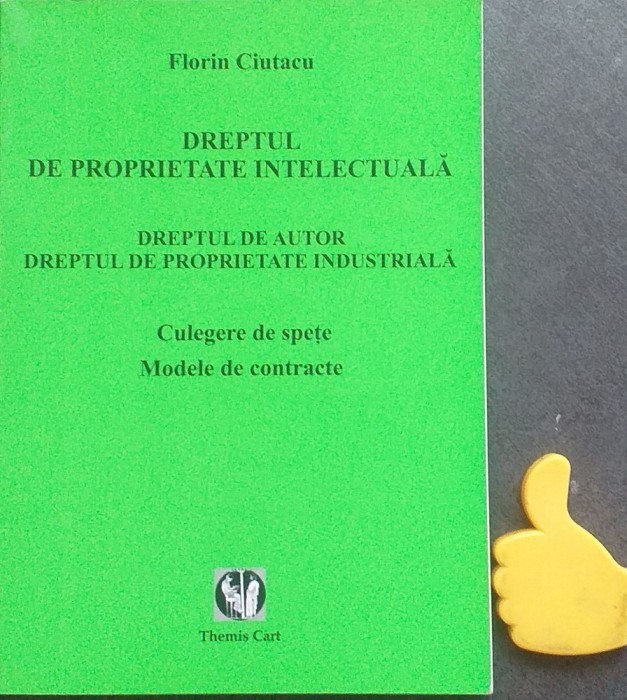 Florin Ciutacu
DREPTUL
DE PROPRIETATE INTELECTUALĂ
DREPTUL DE AUTOR
DREPTUL DE PROPRIETATE INDUSTRIALĂ
Culegere de spețe
Modele de contracte
Themis Cart